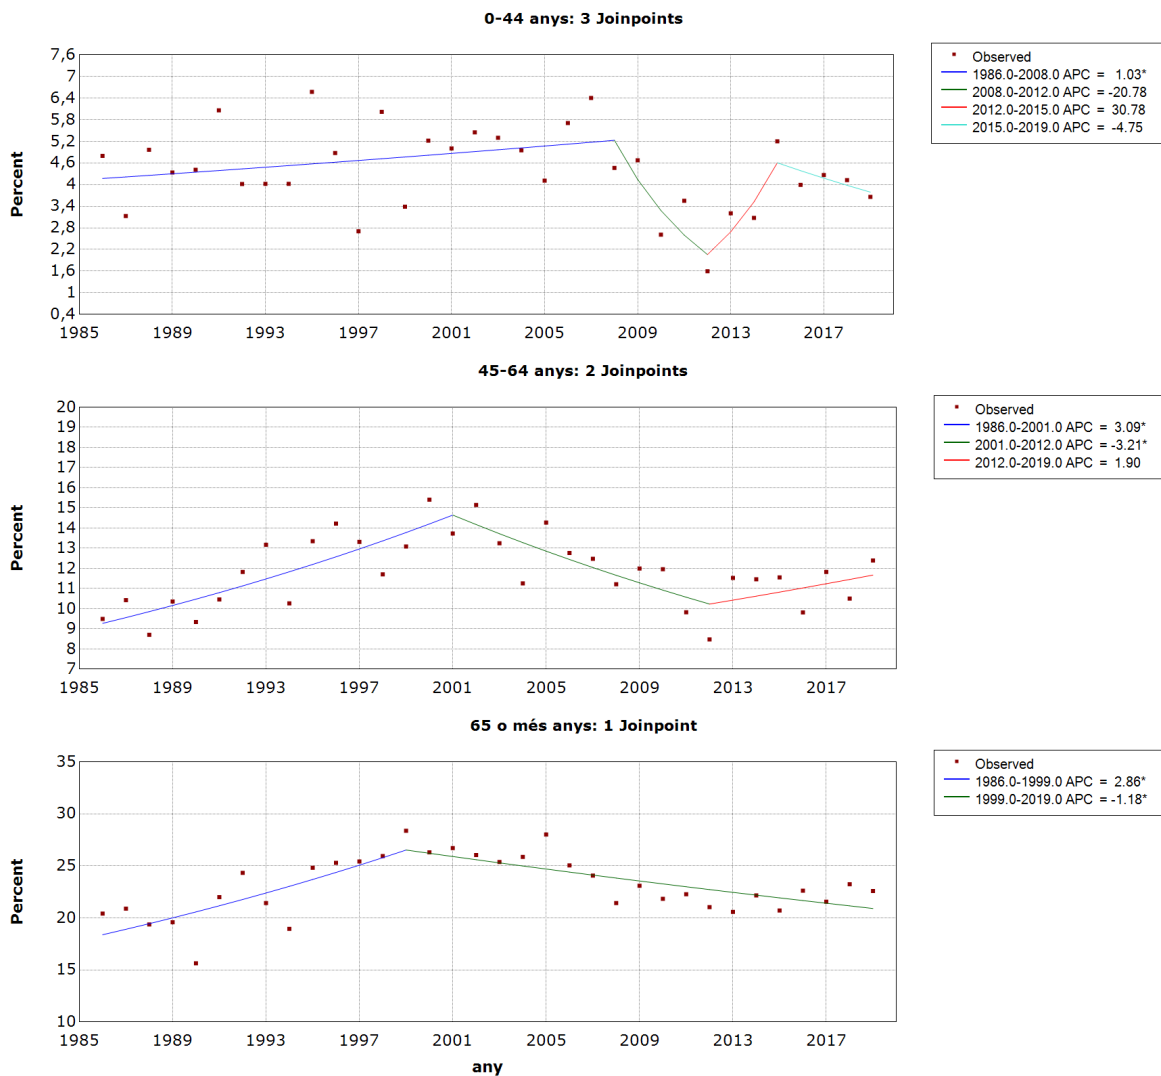 0-44 anys: 3 Joinpoints
7,6
7
6,4
5,8
5,2
4,6
4
3,4
2,8
2,2
1,6
1
0,4
Percent
1985 1989 1993 1997 2001 2005 2009 2013 2017
Observed
1986.0-2008.0 APC = 1.03*
2008.0-2012.0 APC = -20.78
2012.0-2015.0 APC = 30.78
2015.0-2019.0 APC = -4.75
45-64 anys: 2 Joinpoints
20
19
18
17
16
15
14
13
12
11
10
9
8
7
Percent
1985 1989 1993 1997 2001 2005 2009 2013 2017
Observed
1986.0-2001.0 APC = 3.09*
2001.0-2012.0 APC = -3.21*
2012.0-2019.0 APC = 1.90
65 o més anys: 1 Joinpoint
35
30
25
20
15
10
Percent
1985 1989 1993 1997 2001 2005 2009 2013 2017
any
Observed
1986.0-1999.0 APC = 2.86*
1999.0-2019.0 APC = -1.18*